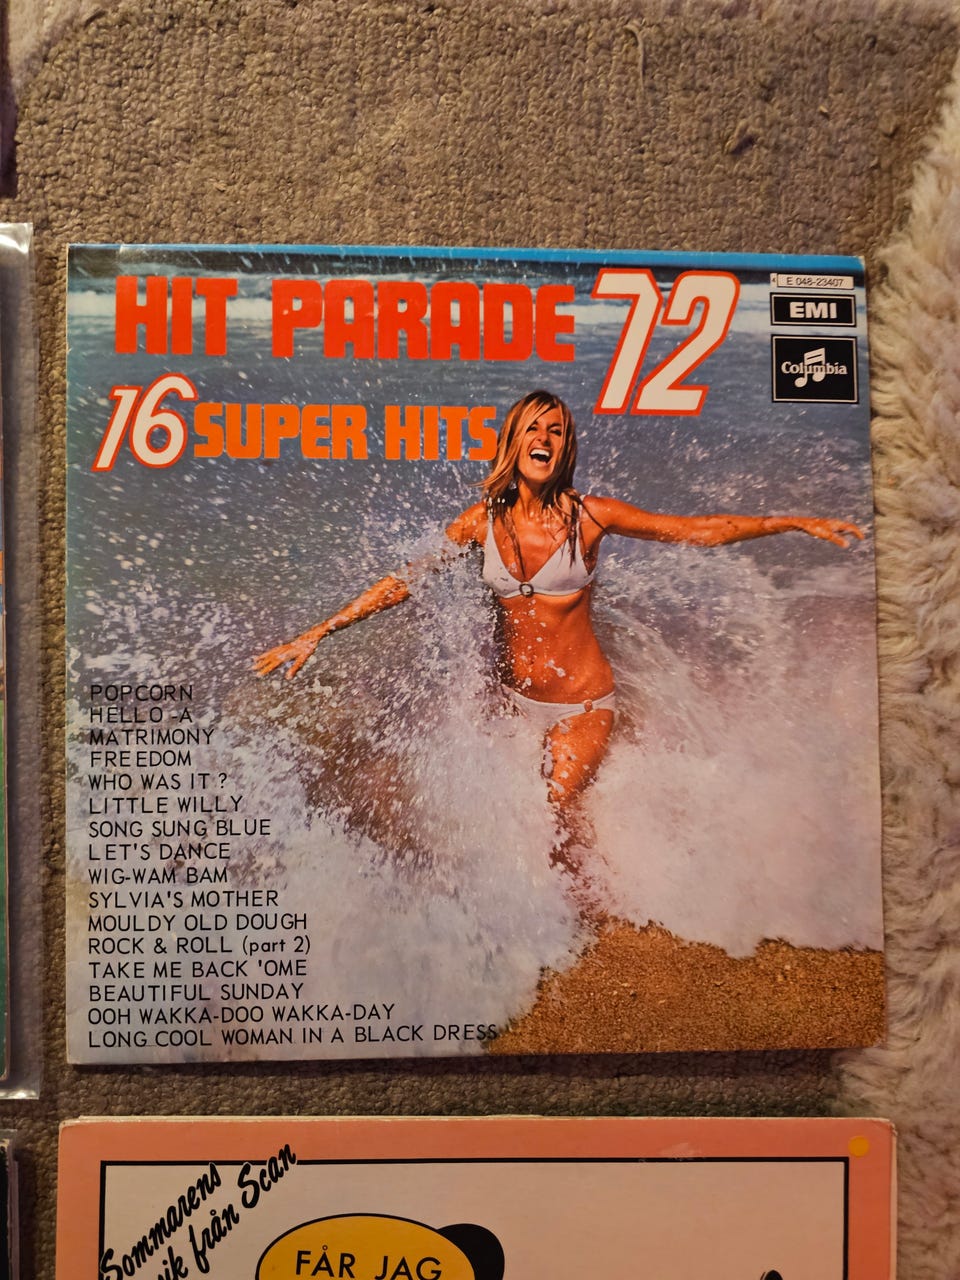 HIT PARADE 72
16 SUPER HITS
E 048-23407
EMI
Columbia
POPCORN
HELLO -A
MATRIMONY
FREEDOM
WHO WAS IT ?
LITTLE WILLY
SONG SUNG BLUE
LET'S DANCE
WIG-WAM BAM
SYLVIA'S MOTHER
MOULDY OLD DOUGH
ROCK & ROLL (part 2)
TAKE ME BACK 'OME
BEAUTIFUL SUNDAY
OOH WAKKA-DOO WAKKA-DAY
LONG COOL WOMAN IN A BLACK DRESS
Sommarens
från Scan
FÅR JAG